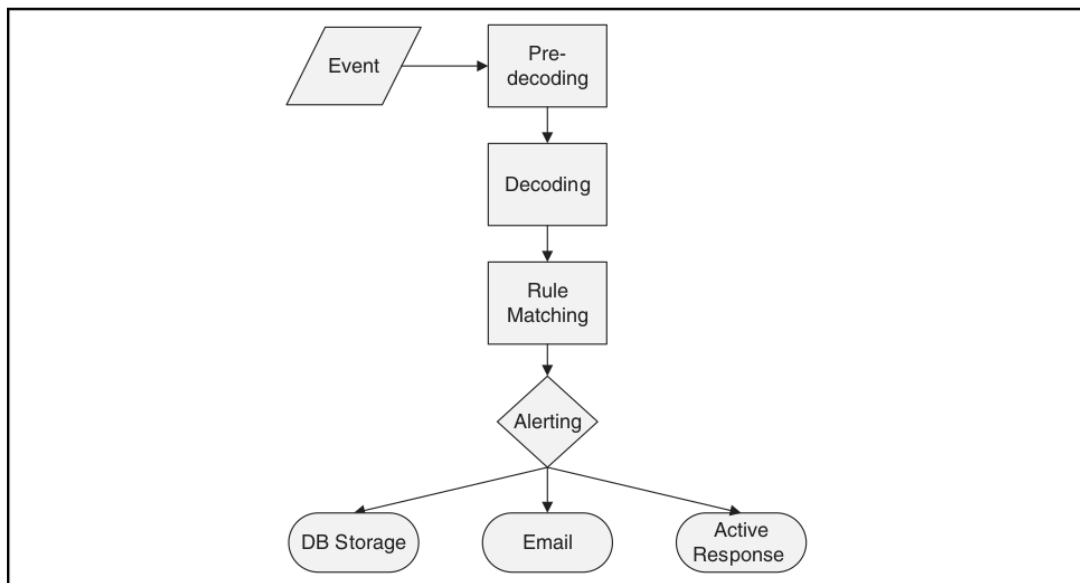 Event
Pre-
decoding
Decoding
Rule
Matching
Alerting
DB Storage
Email
Active
Response